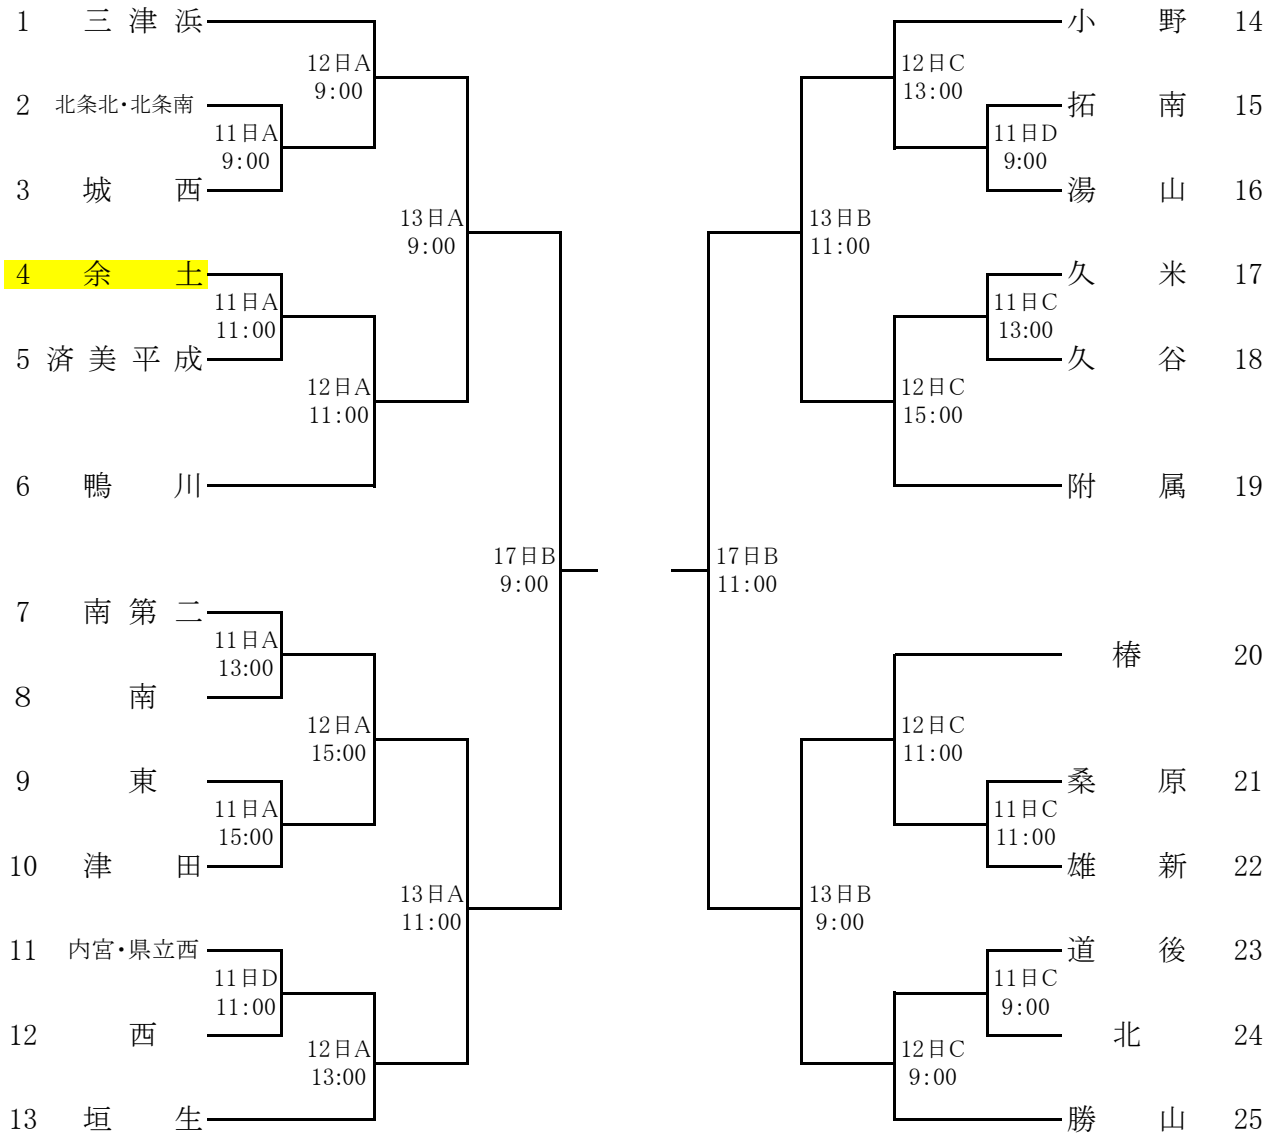 1 三津浜
12日A
9:00
2 北条北・北条南
11日A
9:00
3 城西
13日A
9:00
4 余土
11日A
11:00
5 済美平成
12日A
11:00
6 鴨川
17日B
9:00
7 南第二
11日A
13:00
8 南
12日A
15:00
9 東
11日A
15:00
10 津田
13日A
11:00
11 内宮・県立西
11日D
11:00
12 西
12日A
13:00
13 垣生
小野 14
12日C
13:00
拓南 15
11日D
9:00
湯山 16
13日B
11:00
久米 17
11日C
13:00
久谷 18
12日C
15:00
附属 19
17日B
11:00
椿 20
12日C
11:00
桑原 21
11日C
11:00
雄新 22
13日B
9:00
道後 23
11日C
9:00
北 24
12日C
9:00
勝山 25